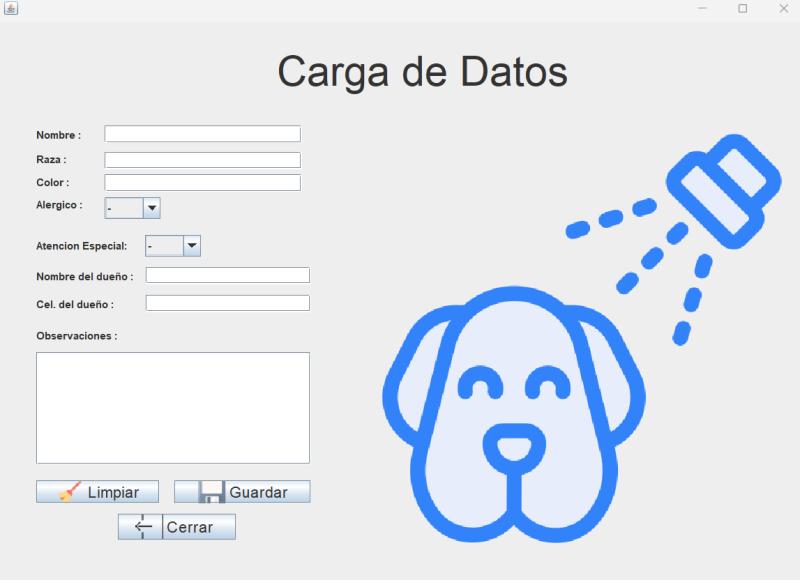 Carga de Datos
Nombre :
Raza :
Color :
Alergico : -
Atencion Especial: -
Nombre del dueño :
Cel. del dueño :
Observaciones :
Limpiar Guardar
Cerrar